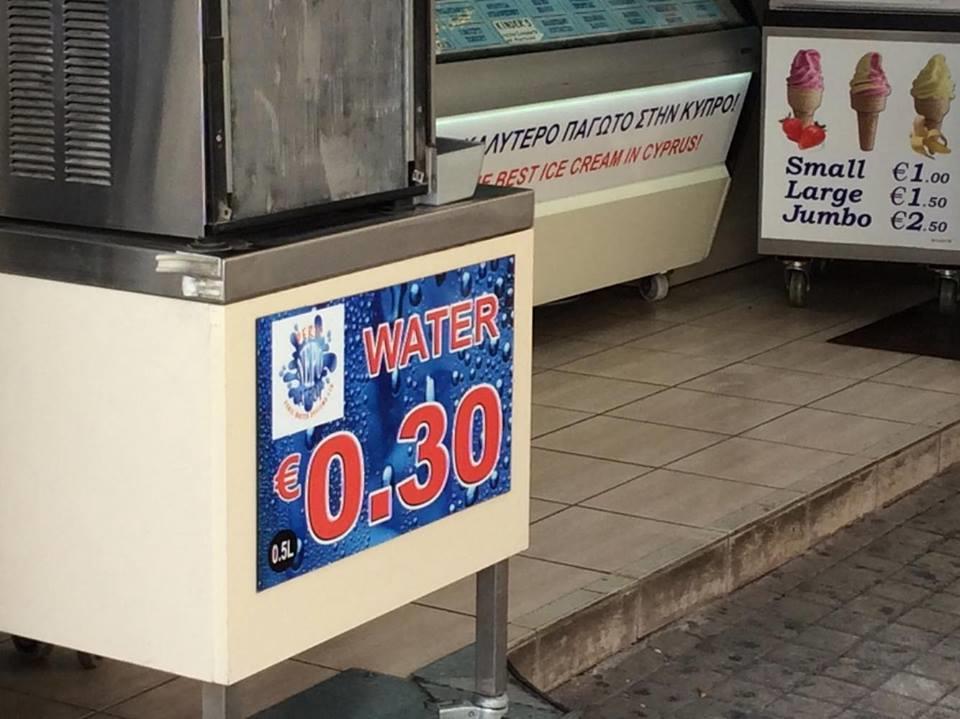 KINDER'S
ΚΑΛΥΤΕΡΟ ΠΑΓΩΤΟ ΣΤΗΝ ΚΥΠΡΟ!
BEST ICE CREAM IN CYPRUS!
Small €1.00
Large €1.50
Jumbo €2.50
WATER
€0.30
0.5L